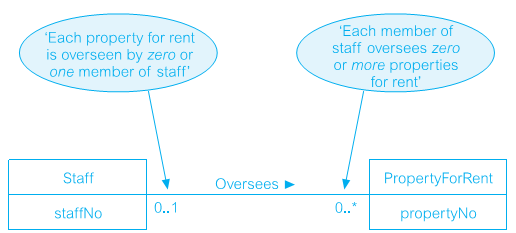 ‘Each property for rent
is overseen by zero or
one member of staff’
‘Each member of
staff oversees zero
or more properties
for rent’
Staff
Oversees ►
PropertyForRent
staffNo
0..1
0..*
propertyNo